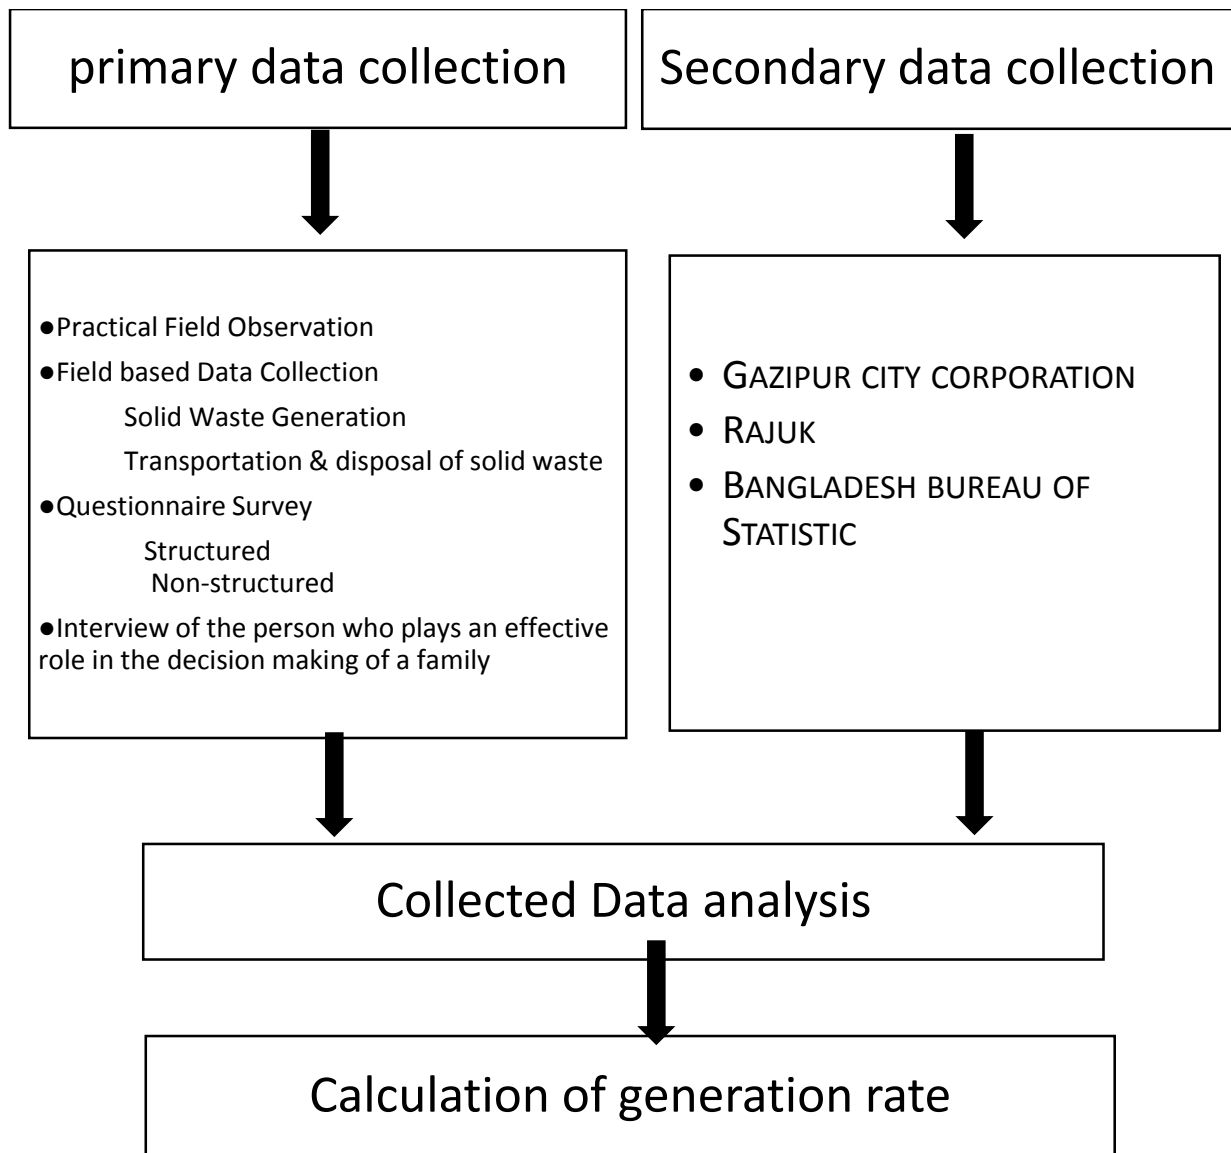 primary data collection
Secondary data collection
●Practical Field Observation
●Field based Data Collection
Solid Waste Generation
Transportation & disposal of solid waste
●Questionnaire Survey
Structured
Non-structured
●Interview of the person who plays an effective
role in the decision making of a family
• GAZIPUR CITY CORPORATION
• RAJUK
• BANGLADESH BUREAU OF
STATISTIC
Collected Data analysis
Calculation of generation rate